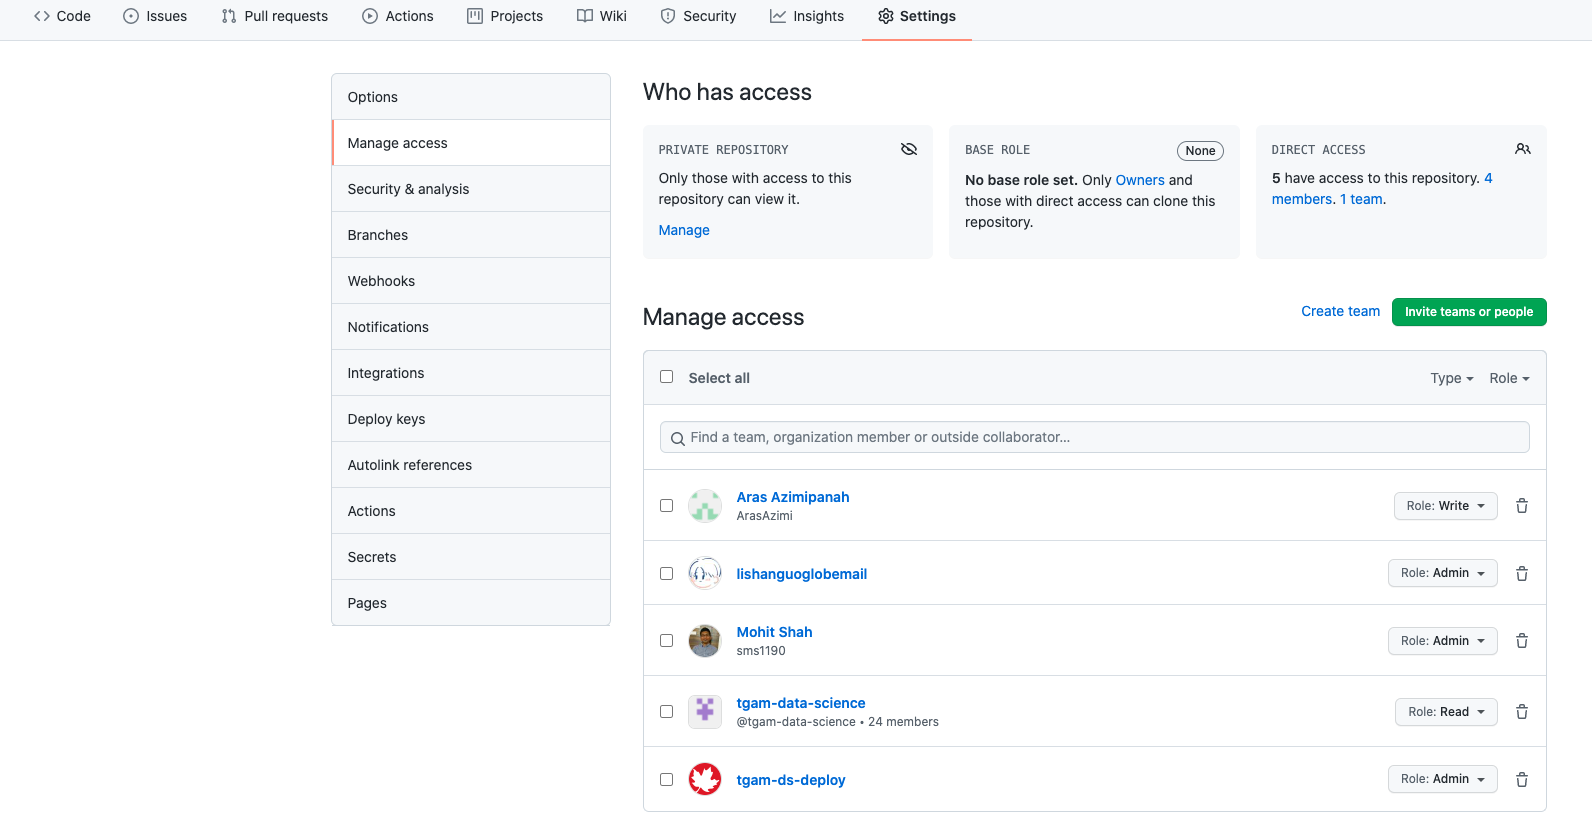 Code Issues Pull requests Actions Projects Wiki Security Insights Settings
Options
Manage access
Security & analysis
Branches
Webhooks
Notifications
Integrations
Deploy keys
Autolink references
Actions
Secrets
Pages
Who has access
PRIVATE REPOSITORY
Only those with access to this
repository can view it.
Manage
BASE ROLE None
No base role set. Only Owners and
those with direct access can clone this
repository.
DIRECT ACCESS
5 have access to this repository. 4
members. 1 team.
Manage access Create team Invite teams or people
Select all Type Role
Find a team, organization member or outside collaborator...
Aras Azimipanah
ArasAzimi
Role: Write
lishanguoglobemail Role: Admin
Mohit Shah
sms1190
Role: Admin
tgam-data-science
@tgam-data-science • 24 members
Role: Read
tgam-ds-deploy Role: Admin